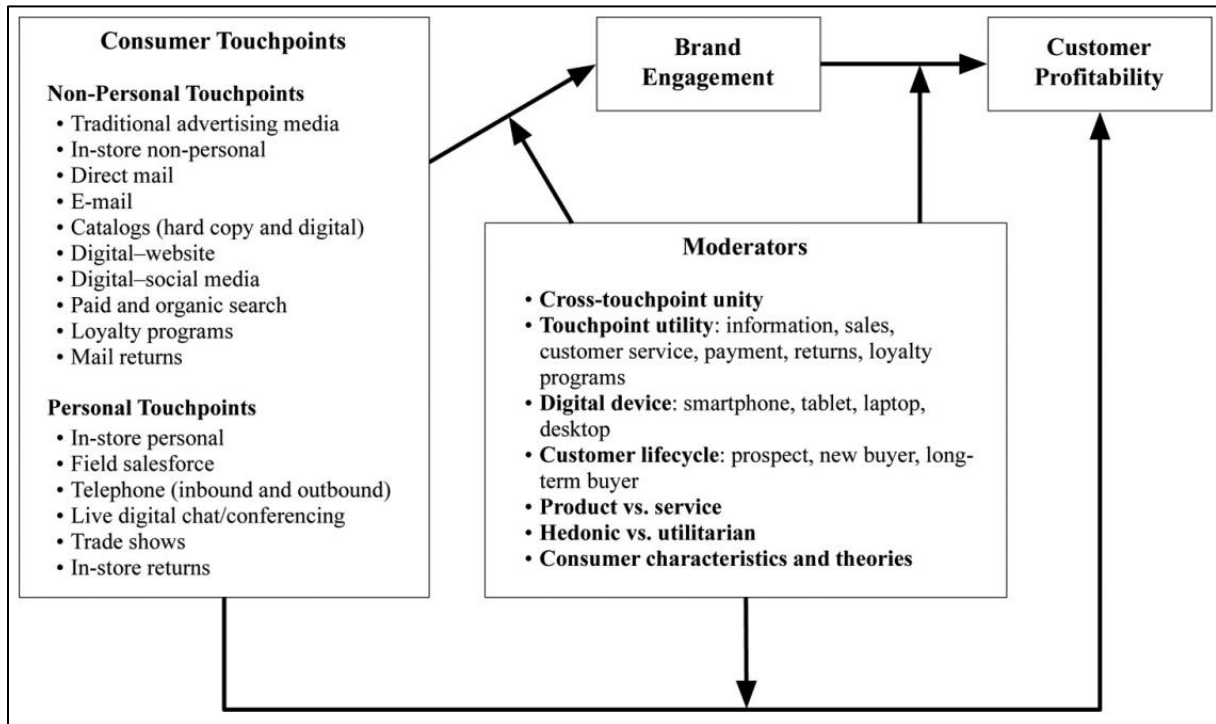 Consumer Touchpoints
Non-Personal Touchpoints
• Traditional advertising media
• In-store non-personal
• Direct mail
• E-mail
• Catalogs (hard copy and digital)
• Digital–website
• Digital–social media
• Paid and organic search
• Loyalty programs
• Mail returns
Personal Touchpoints
• In-store personal
• Field salesforce
• Telephone (inbound and outbound)
• Live digital chat/conferencing
• Trade shows
• In-store returns
Brand
Engagement
Customer
Profitability
Moderators
• Cross-touchpoint unity
• Touchpoint utility: information, sales,
customer service, payment, returns, loyalty
programs
• Digital device: smartphone, tablet, laptop,
desktop
• Customer lifecycle: prospect, new buyer, long-
term buyer
• Product vs. service
• Hedonic vs. utilitarian
• Consumer characteristics and theories